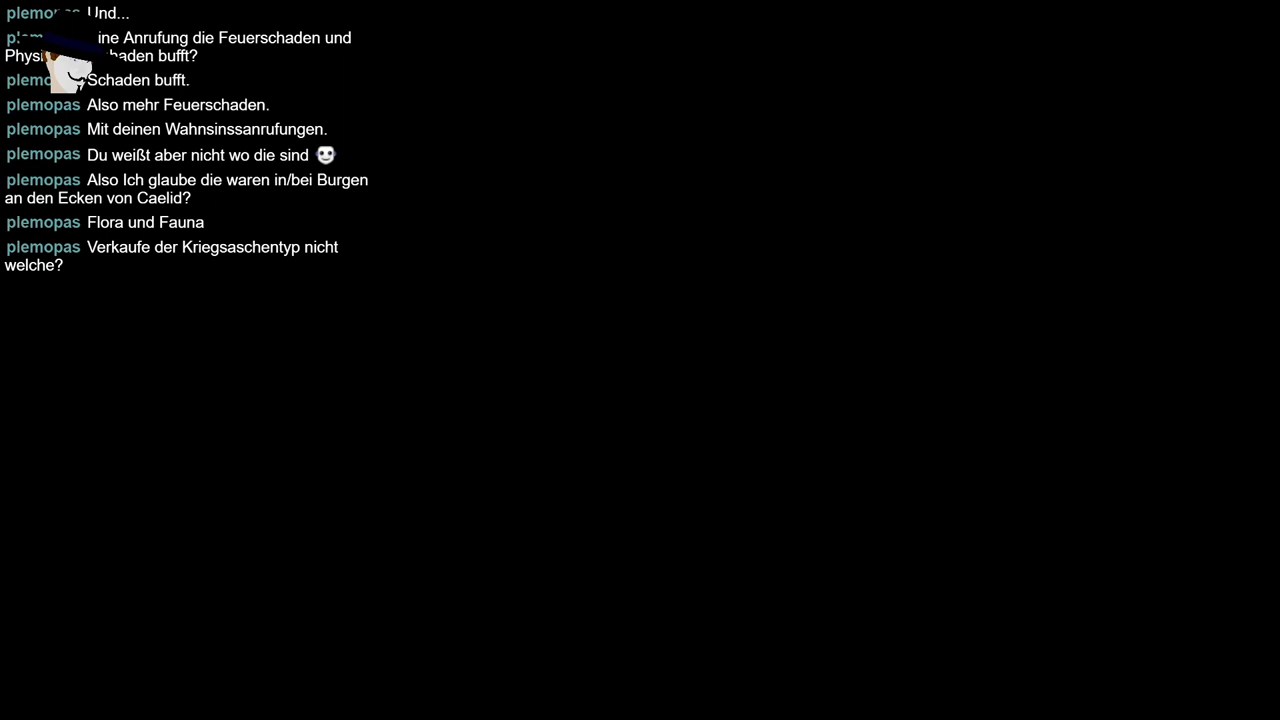 plemopas Und...
ine Anrufung die Feuerschaden und
haden bufft?
Schaden bufft.
plemopas Also mehr Feuerschaden.
plemopas Mit deinen Wahnsinssanrufungen.
plemopas Du weißt aber nicht wo die sind
plemopas Also Ich glaube die waren in/bei Burgen
an den Ecken von Caelid?
plemopas Flora und Fauna
plemopas Verkaufe der Kriegsaschentyp nicht
welche?